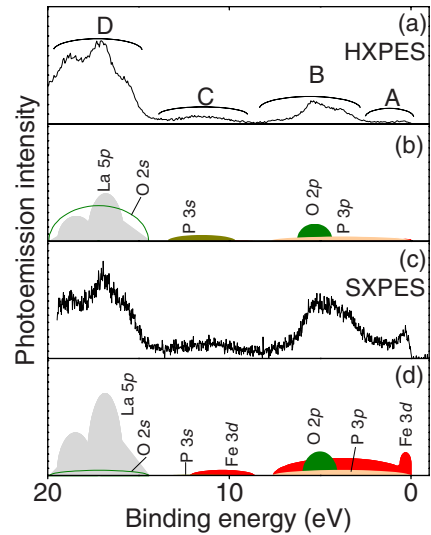 Photoemission intensity
D
(a)
HXPES
C
B
A
(b)
La 5p
O 2s
P 3s
O 2p
P 3p
(c)
SXPES
(d)
La 5p
O 2s
P 3s
Fe 3d
O 2p
P 3p
Fe 3d
20 10 0
Binding energy (eV)